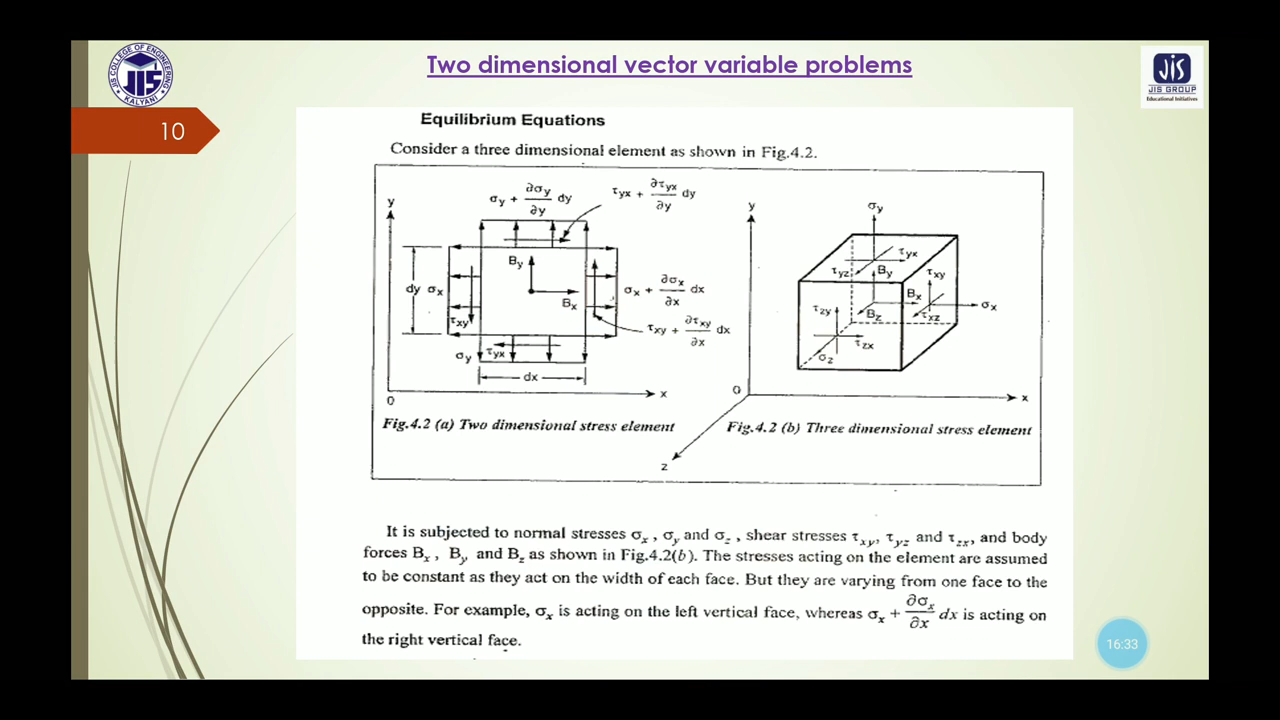 Two dimensional vector variable problems
JIS COLLEGE OF ENGINEERING
JIS
KALYANI
JIS
JIS GROUP
Educational Initiatives
10
Equilibrium Equations
Consider a three dimensional element as shown in Fig.4.2.
y
σy + ∂σy/∂y dy
τyx + ∂τyx/∂y dy
By
Bx
dy
σx
τxy
σx + ∂σx/∂x dx
τxy + ∂τxy/∂x dx
σy
τyx
dx
x
0
Fig.4.2 (a) Two dimensional stress element
y
σy
τyx
τyz
By
τxy
Bx
σx
τzy
Bz
τxz
τzx
σz
O
x
z
Fig.4.2 (b) Three dimensional stress element
It is subjected to normal stresses σx , σy and σz , shear stresses τxy, τyz and τzx, and body
forces Bx , By and Bz as shown in Fig.4.2(b). The stresses acting on the element are assumed
to be constant as they act on the width of each face. But they are varying from one face to the
opposite. For example, σx is acting on the left vertical face, whereas σx + ∂σx/∂x dx is acting on
the right vertical face.
16:33